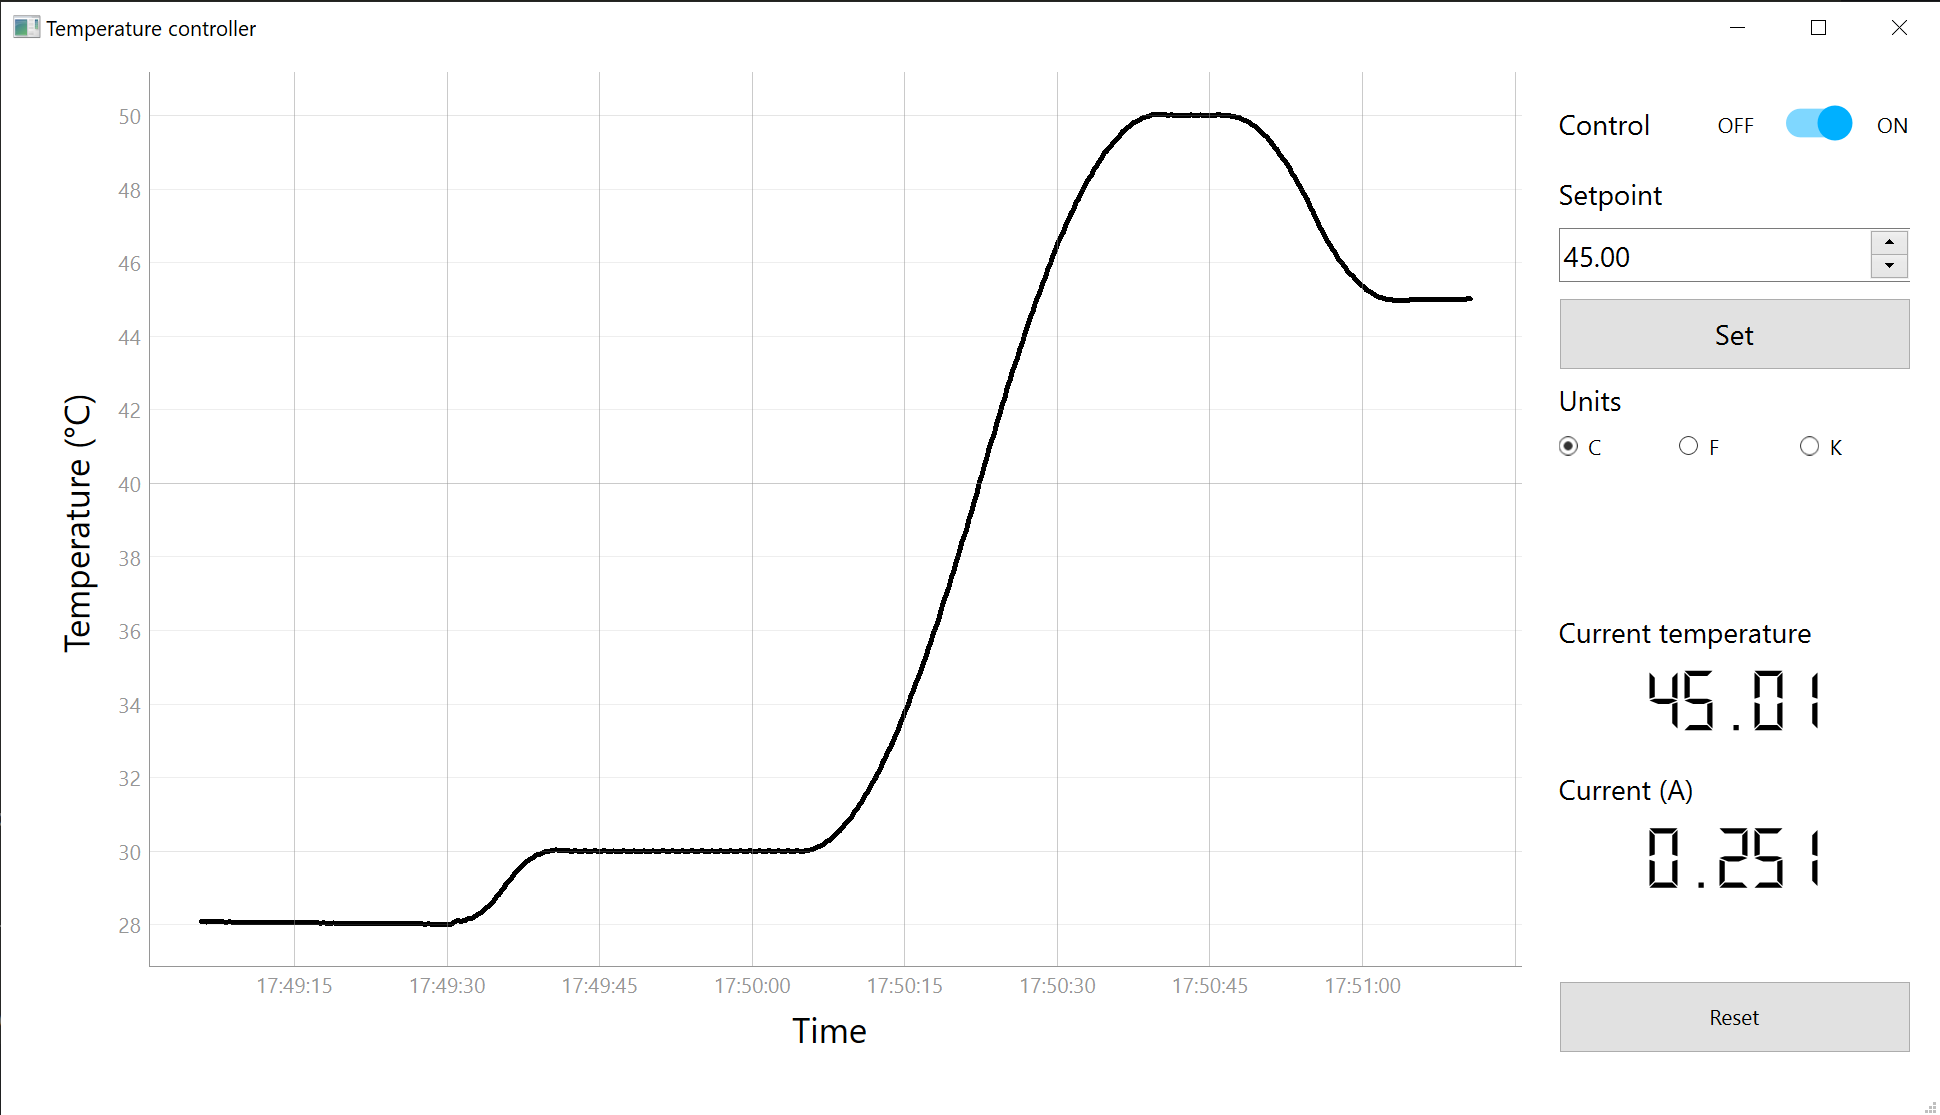 Temperature controller
50
48
46
44
42
40
38
36
34
32
30
28
Temperature (°C)
17:49:15 17:49:30 17:49:45 17:50:00 17:50:15 17:50:30 17:50:45 17:51:00
Time
Control OFF ON
Setpoint
45.00
Set
Units
C F K
Current temperature
45.01
Current (A)
0.251
Reset